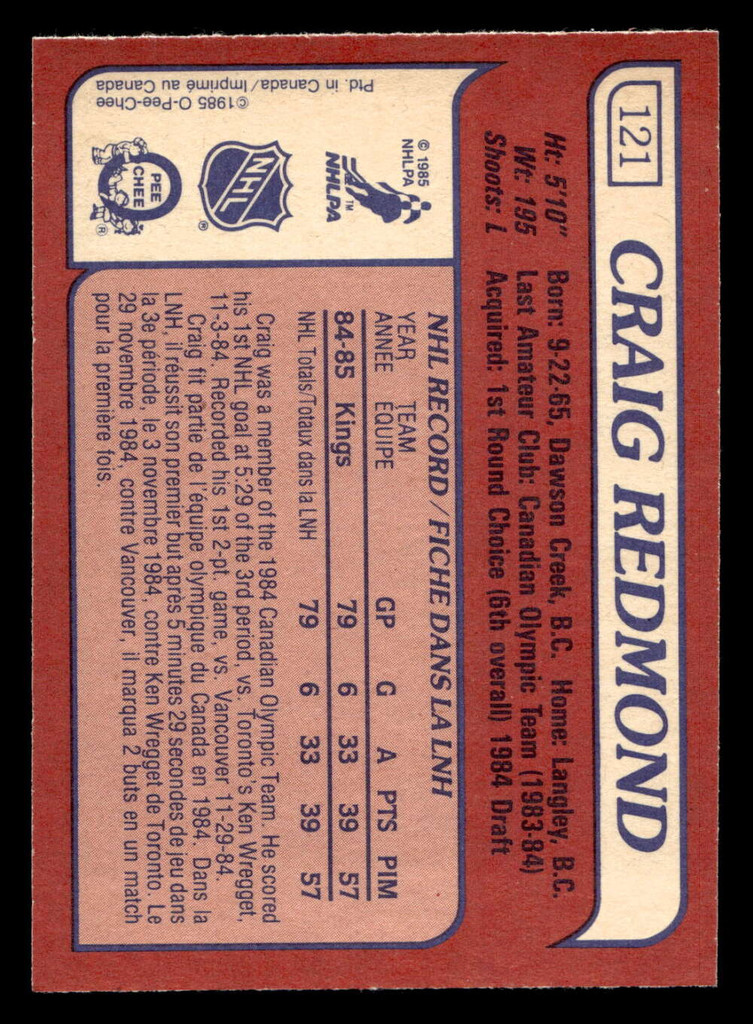 121 CRAIG REDMOND
Ht: 5'10" Born: 9-22-65, Dawson Creek, B.C. Home: Langley, B.C.
Wt: 195 Last Amateur Club: Canadian Olympic Team (1983-84)
Shoots: L Acquired: 1st Round Choice (6th overall) 1984 Draft
© 1985
NHLPA
NHLPA
TM
NHL
®
PEE
CHEE
®
©1985 O-Pee-Chee
Ptd. in Canada/Imprimé au Canada
NHL RECORD / FICHE DANS LA LNH
YEAR TEAM
ANNEE EQUIPE GP G A PTS PIM
84-85 Kings 79 6 33 39 57
NHL Totals/Totaux dans la LNH 79 6 33 39 57
Craig was a member of the 1984 Canadian Olympic Team. He scored
his 1st NHL goal at 5:29 of the 3rd period, vs. Toronto's Ken Wregget,
11-3-84. Recorded his 1st 2-pt. game, vs. Vancouver 11-29-84.
Craig fit partie de l'équipe olympique du Canada en 1984. Dans la
LNH, il réussit son premier but après 5 minutes 29 secondes de jeu dans
la 3e période, le 3 novembre 1984, contre Ken Wregget de Toronto. Le
29 novembre 1984, contre Vancouver, il marqua 2 buts en un match
pour la première fois.